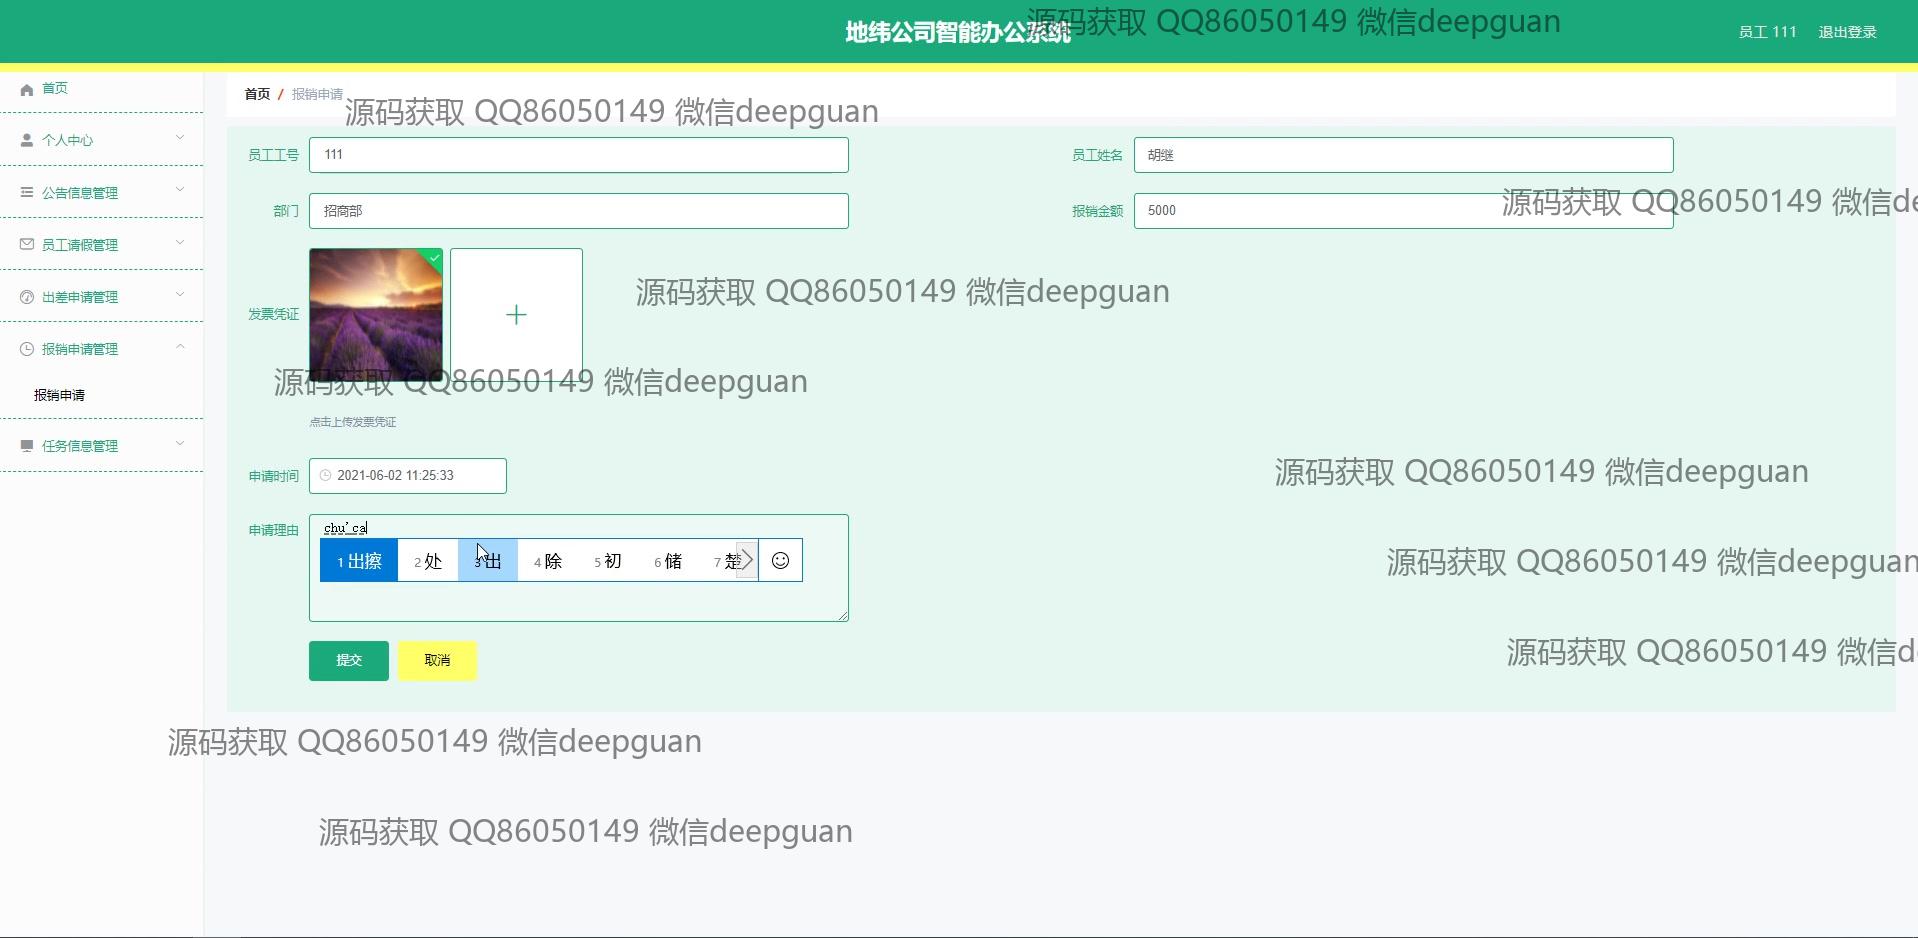 地纬公司智能办公系统
源码获取 QQ86050149 微信deepguan
员工 111
退出登录
首页
个人中心
公告信息管理
员工请假管理
出差申请管理
报销申请管理
报销申请
任务信息管理
首页 / 报销申请
源码获取 QQ86050149 微信deepguan
员工工号
111
员工姓名
胡继
部门
招商部
报销金额
5000
源码获取 QQ86050149 微信de
发票凭证
源码获取 QQ86050149 微信deepguan
源码获取 QQ86050149 微信deepguan
点击上传发票凭证
申请时间
2021-06-02 11:25:33
源码获取 QQ86050149 微信deepguan
申请理由
chu'ca
1 出擦 2 处 3 出 4 除 5 初 6 储 7 楚
源码获取 QQ86050149 微信deepguan
提交
取消
源码获取 QQ86050149 微信d
源码获取 QQ86050149 微信deepguan
源码获取 QQ86050149 微信deepguan